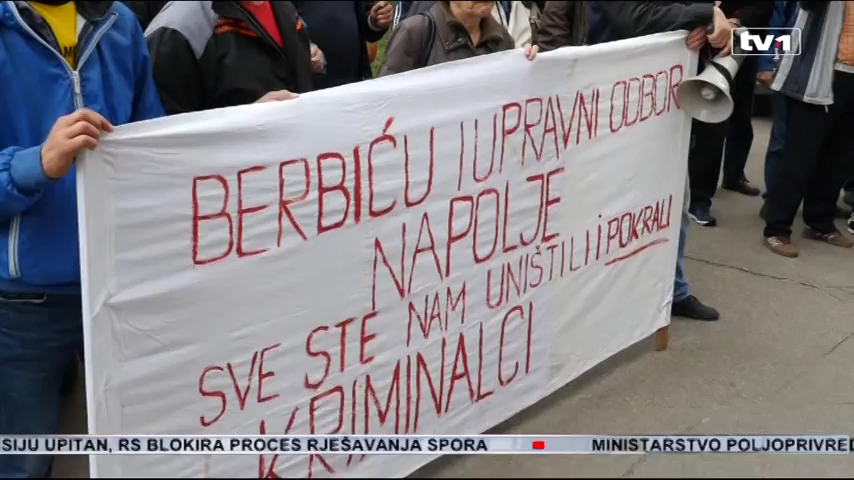 tv1
BERBIĆU I UPRAVNI ODBOR
NAPOLJE
SVE STE NAM UNIŠTILI I POKRALI
KRIMINALCI
SIJU UPITAN, RS BLOKIRA PROCES RJEŠAVANJA SPORA MINISTARSTVO POLJOPRIVRED